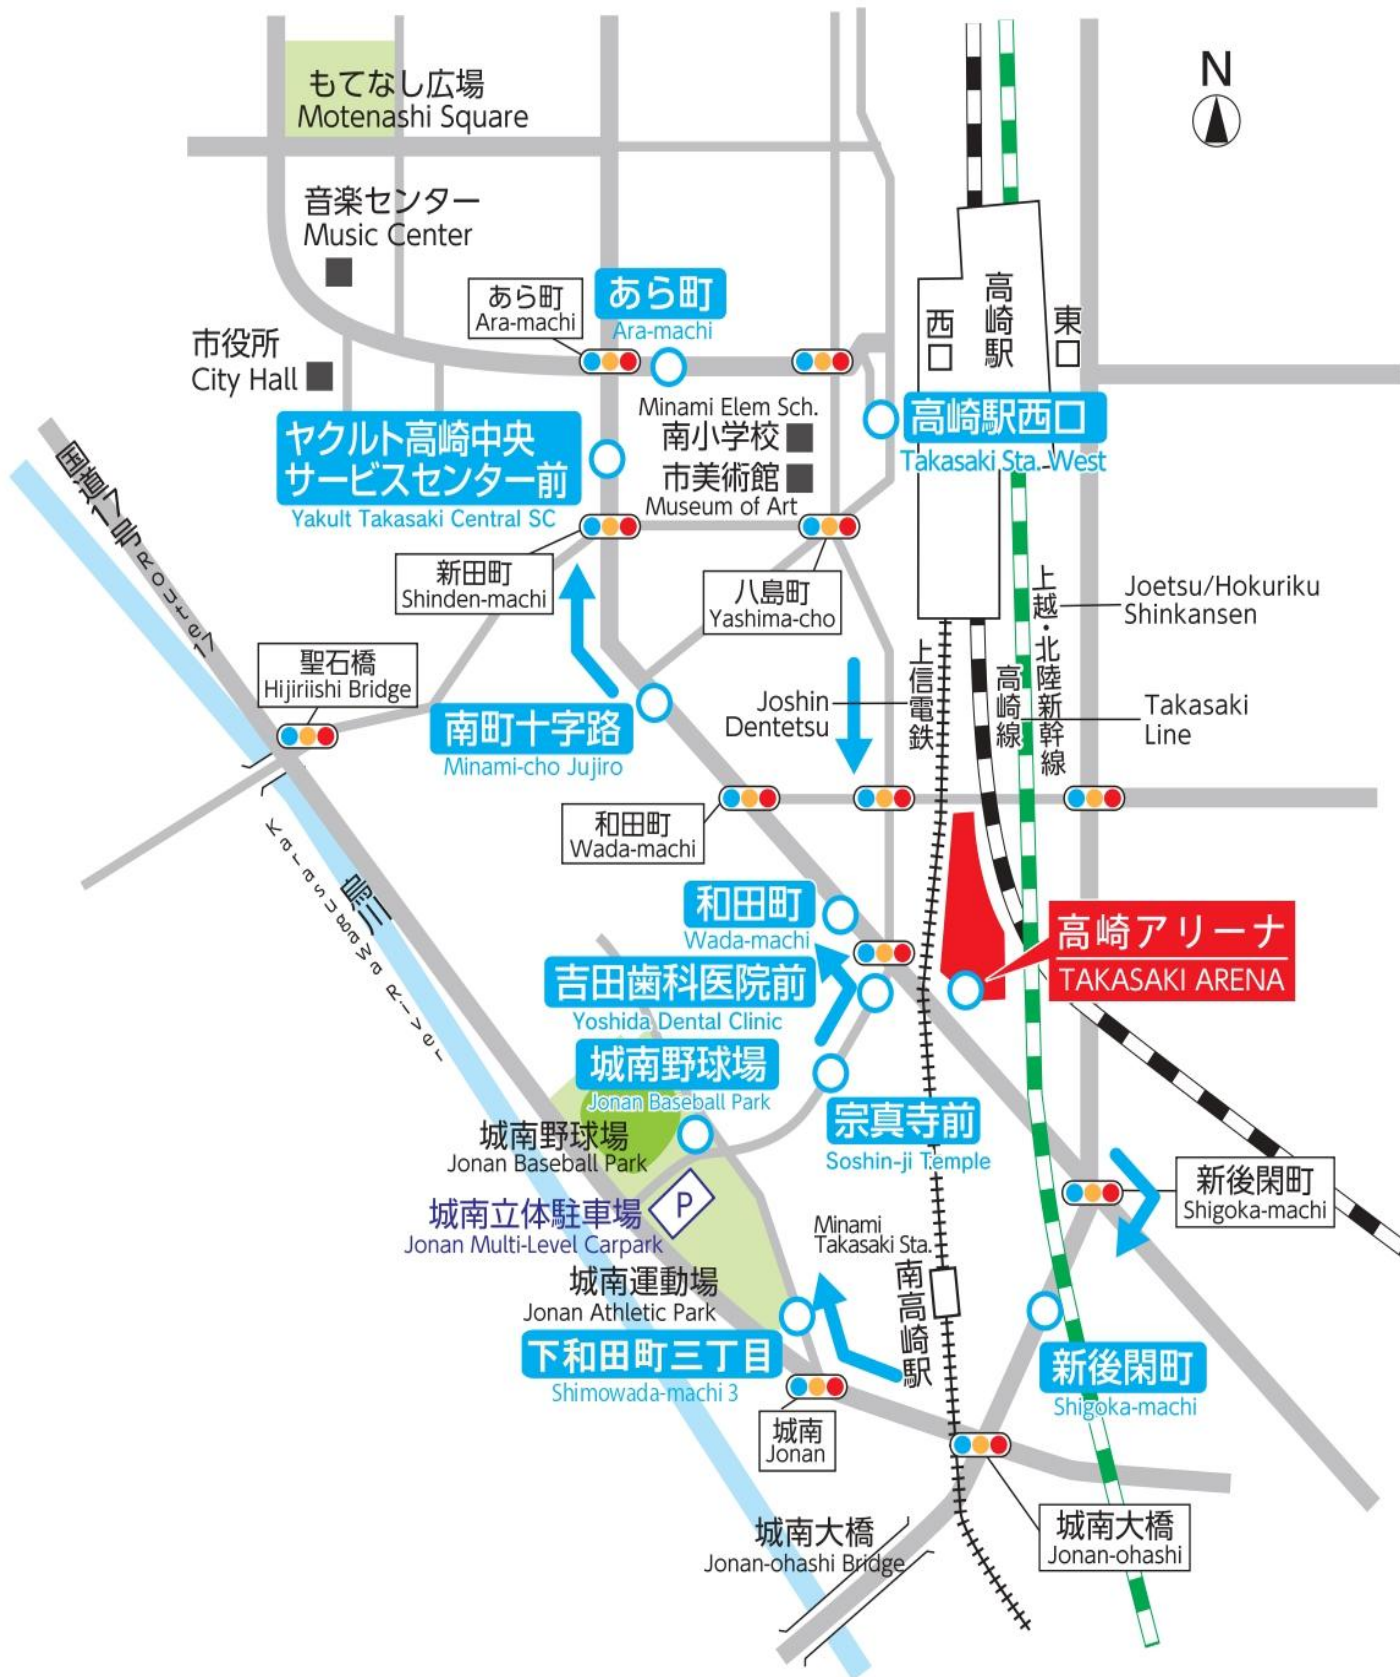 もてなし広場
Motenashi Square
N
音楽センター
Music Center
あら町
Ara-machi
あら町
Ara-machi
高崎駅
西口
東口
市役所
City Hall
Minami Elem Sch.
南小学校
市美術館
Museum of Art
高崎駅西口
Takasaki Sta. West
ヤクルト高崎中央
サービスセンター前
Yakult Takasaki Central SC
国道17号
Route 17
新田町
Shinden-machi
八島町
Yashima-cho
上越・北陸新幹線
Joetsu/Hokuriku
Shinkansen
聖石橋
Hijiriishi Bridge
上信電鉄
Joshin
Dentetsu
高崎線
Takasaki
Line
南町十字路
Minami-cho Jujiro
和田町
Wada-machi
烏川
Karasugawa River
和田町
Wada-machi
高崎アリーナ
TAKASAKI ARENA
吉田歯科医院前
Yoshida Dental Clinic
城南野球場
Jonan Baseball Park
宗真寺前
Soshin-ji Temple
城南野球場
Jonan Baseball Park
新後閑町
Shigoka-machi
城南立体駐車場
Jonan Multi-Level Carpark
P
Minami
Takasaki Sta.
南高崎駅
城南運動場
Jonan Athletic Park
下和田町三丁目
Shimowada-machi 3
新後閑町
Shigoka-machi
城南
Jonan
城南大橋
Jonan-ohashi Bridge
城南大橋
Jonan-ohashi